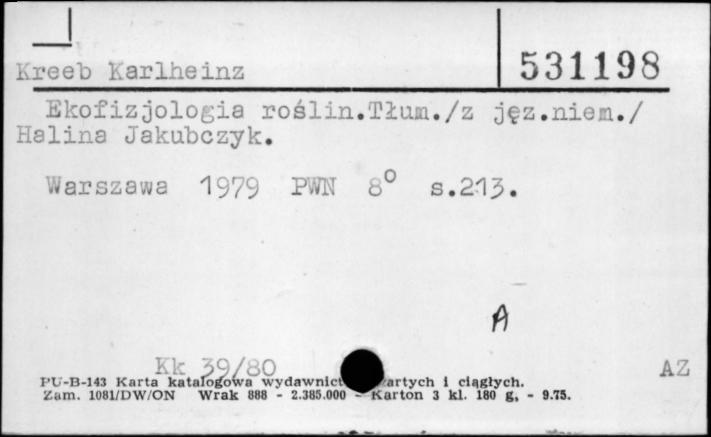 Kreeb Karlheinz
531198
Ekofizjologia roślin.Tłum./z jęz.niem./
Halina Jakubczyk.
Warszawa 1979 PWN 8° s.213.
A
Kk 39/80
AZ
PU-B-143 Karta katalogowa wydawnict artych i ciągłych.
Zam. 1081/DW/ON Wrak 888 - 2.385.000 - Karton 3 kl. 180 g, - 9.75.